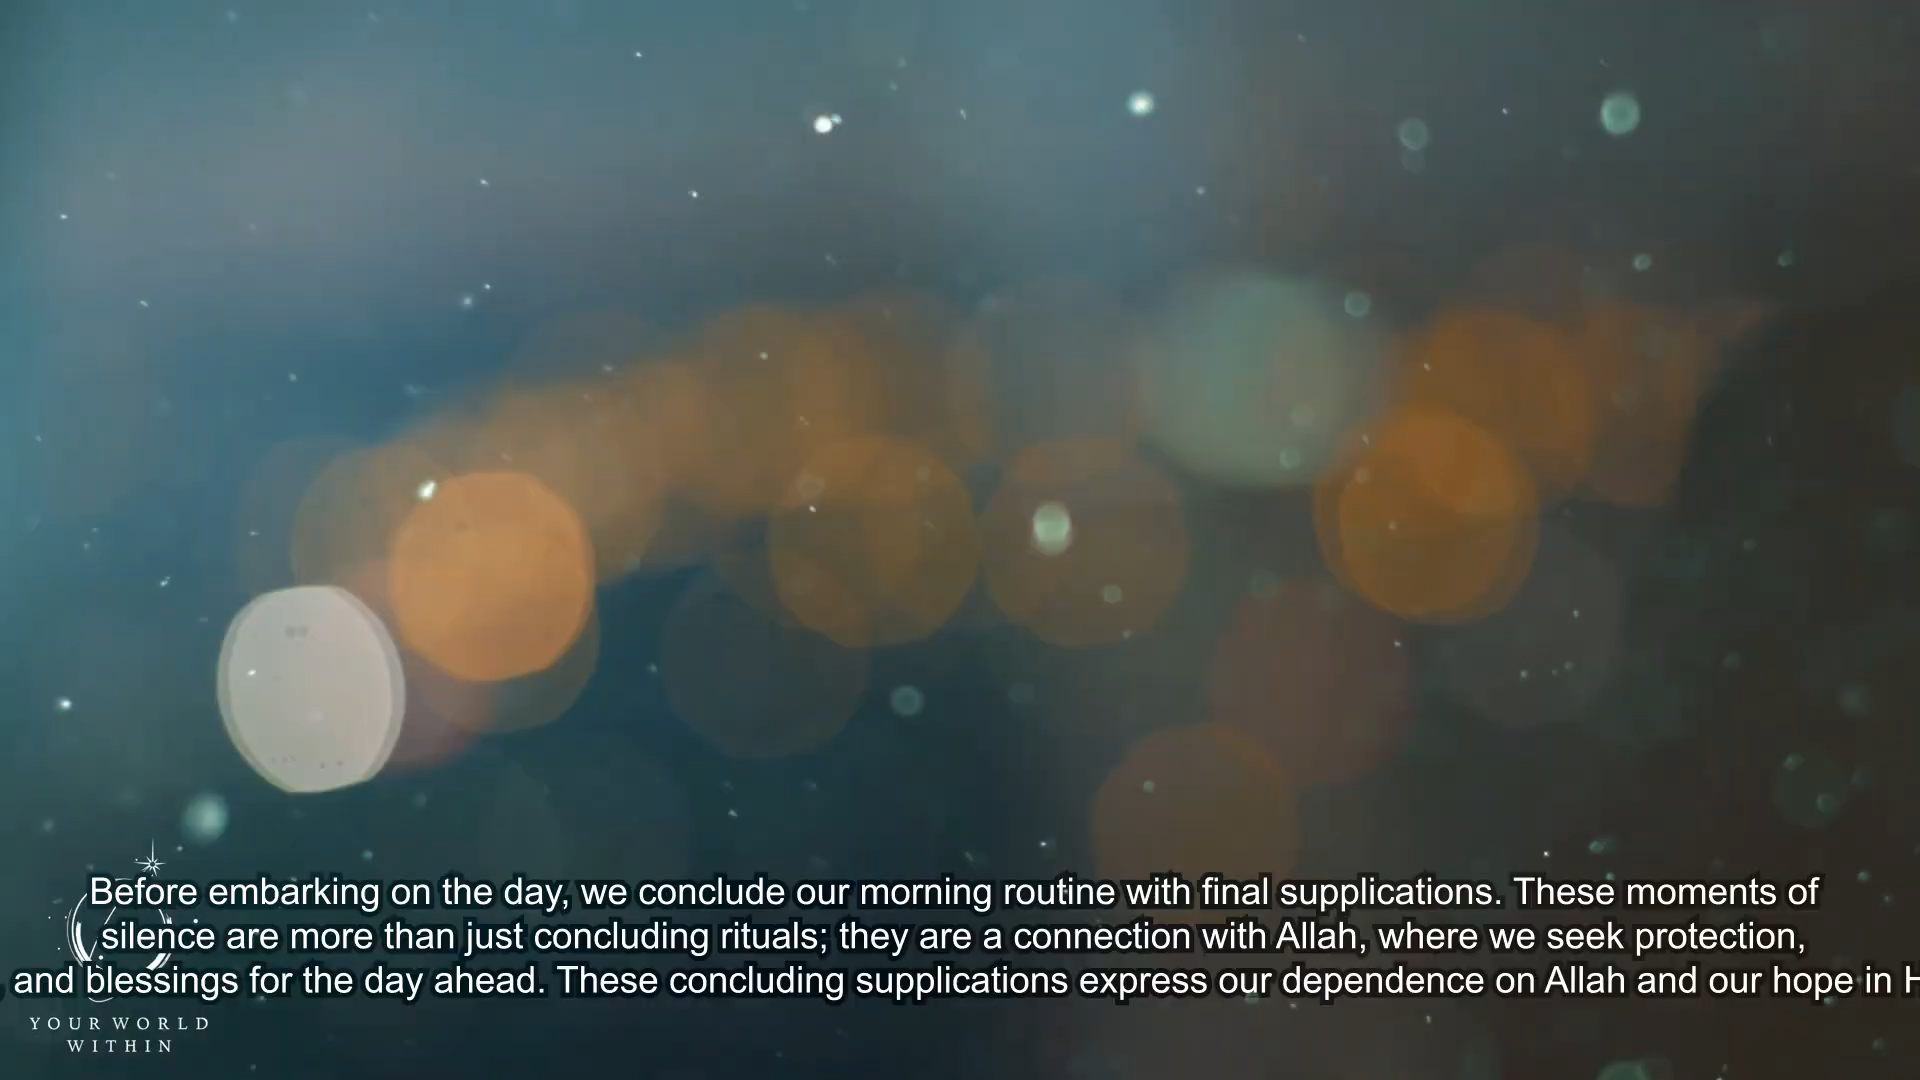 Before embarking on the day, we conclude our morning routine with final supplications. These moments of
silence are more than just concluding rituals; they are a connection with Allah, where we seek protection,
and blessings for the day ahead. These concluding supplications express our dependence on Allah and our hope in
YOUR WORLD
WITHIN